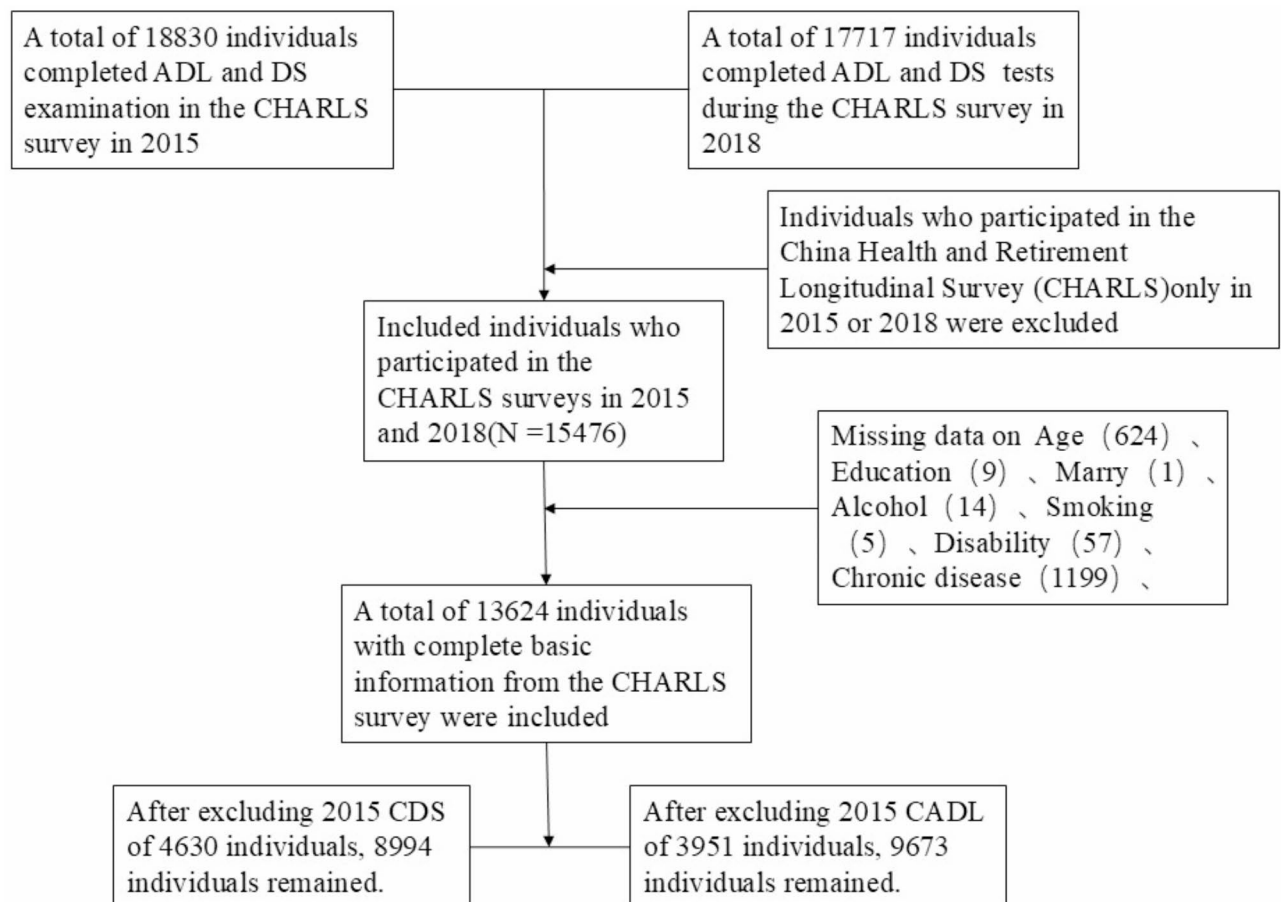 A total of 18830 individuals
completed ADL and DS
examination in the CHARLS
survey in 2015
A total of 17717 individuals
completed ADL and DS tests
during the CHARLS survey in
2018
Individuals who participated in the
China Health and Retirement
Longitudinal Survey (CHARLS)only in
2015 or 2018 were excluded
Included individuals who
participated in the
CHARLS surveys in 2015
and 2018(N =15476)
Missing data on Age（624）、
Education（9）、Marry（1）、
Alcohol（14）、Smoking
（5）、Disability（57）、
Chronic disease（1199）、
A total of 13624 individuals
with complete basic
information from the CHARLS
survey were included
After excluding 2015 CDS
of 4630 individuals, 8994
individuals remained.
After excluding 2015 CADL
of 3951 individuals, 9673
individuals remained.